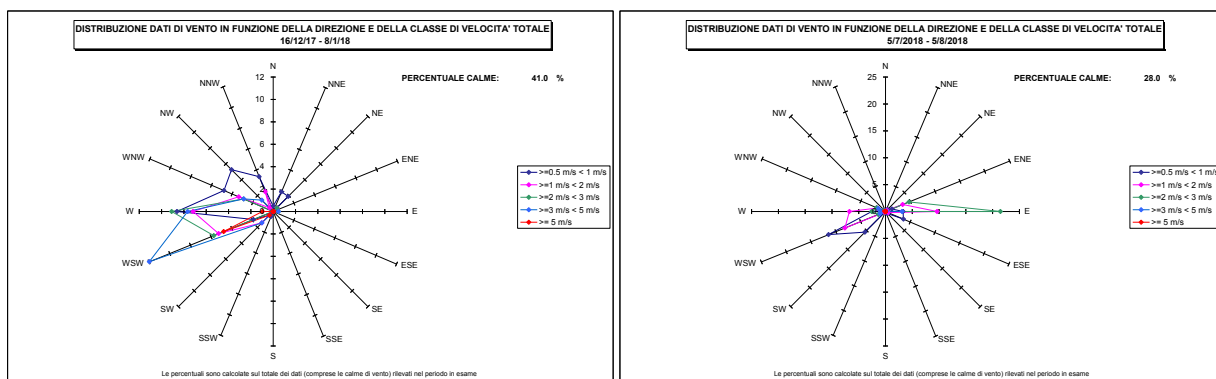 DISTRIBUZIONE DATI DI VENTO IN FUNZIONE DELLA DIREZIONE E DELLA CLASSE DI VELOCITA' TOTALE
16/12/17 - 8/1/18
PERCENTUALE CALME: 41.0 %
N
NNE
NE
ENE
E
ESE
SE
SSE
S
SSW
SW
WSW
W
WNW
NW
NNW
12
10
8
6
4
2
0
>=0.5 m/s < 1 m/s
>=1 m/s < 2 m/s
>=2 m/s < 3 m/s
>=3 m/s < 5 m/s
>= 5 m/s
Le percentuali sono calcolate sul totale dei dati (comprese le calme di vento) rilevati nel periodo in esame
DISTRIBUZIONE DATI DI VENTO IN FUNZIONE DELLA DIREZIONE E DELLA CLASSE DI VELOCITA' TOTALE
5/7/2018 - 5/8/2018
PERCENTUALE CALME: 28.0 %
N
NNE
NE
ENE
E
ESE
SE
SSE
S
SSW
SW
WSW
W
WNW
NW
NNW
25
20
15
10
5
0
>=0.5 m/s < 1 m/s
>=1 m/s < 2 m/s
>=2 m/s < 3 m/s
>=3 m/s < 5 m/s
>= 5 m/s
Le percentuali sono calcolate sul totale dei dati (comprese le calme di vento) rilevati nel periodo in esame